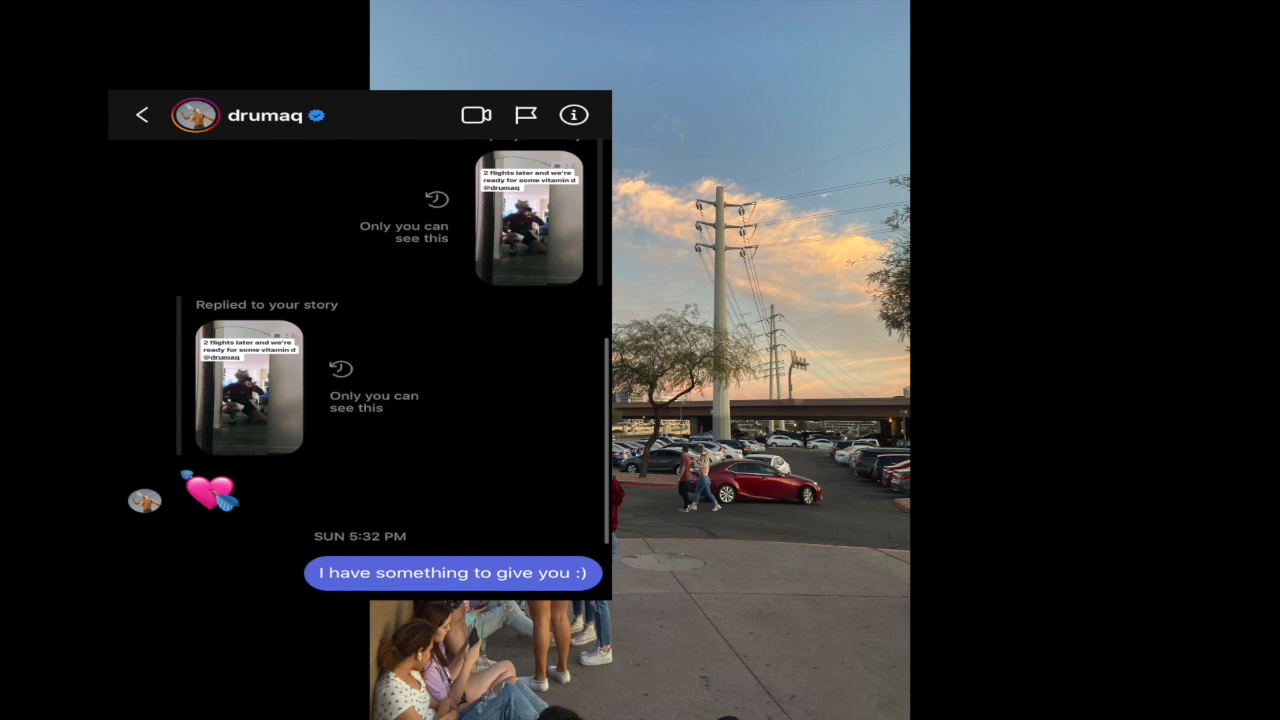 drumaq
2 flights later and we're
ready for some vitamin d
@drumaq
Only you can
see this
Replied to your story
2 flights later and we're
ready for some vitamin d
@drumaq
Only you can
see this
SUN 5:32 PM
I have something to give you :)